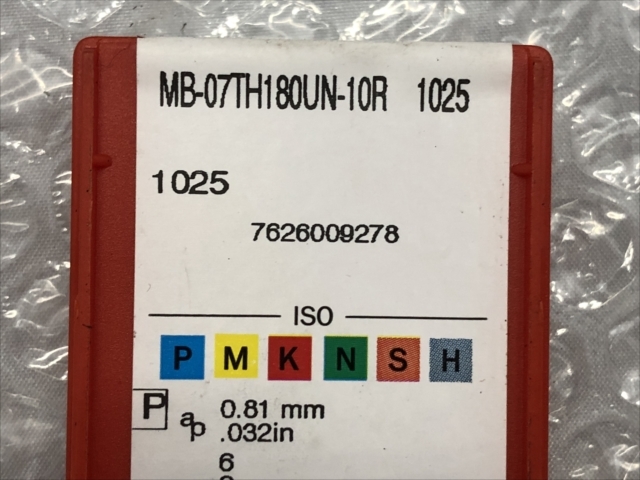 MB-07TH180UN-10R 1025
1025
7626009278
ISO
P M K N S H
P ap 0.81 mm
.032in
6